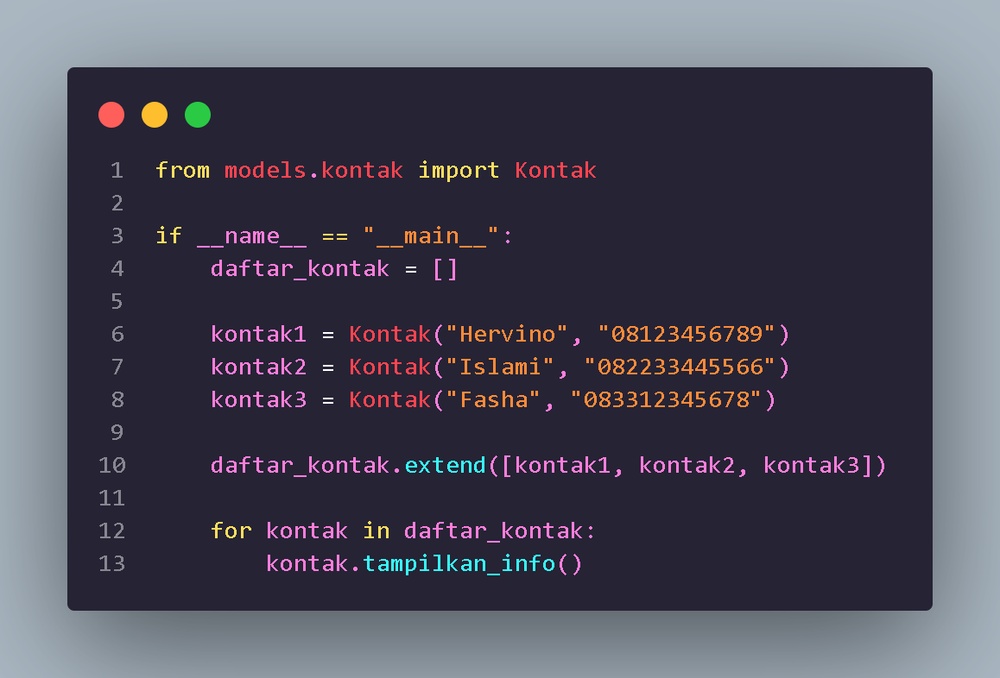 1 from models.kontak import Kontak
2
3 if __name__ == "__main__":
4     daftar_kontak = []
5
6     kontak1 = Kontak("Hervino", "08123456789")
7     kontak2 = Kontak("Islami", "082233445566")
8     kontak3 = Kontak("Fasha", "083312345678")
9
10     daftar_kontak.extend([kontak1, kontak2, kontak3])
11
12     for kontak in daftar_kontak:
13         kontak.tampilkan_info()